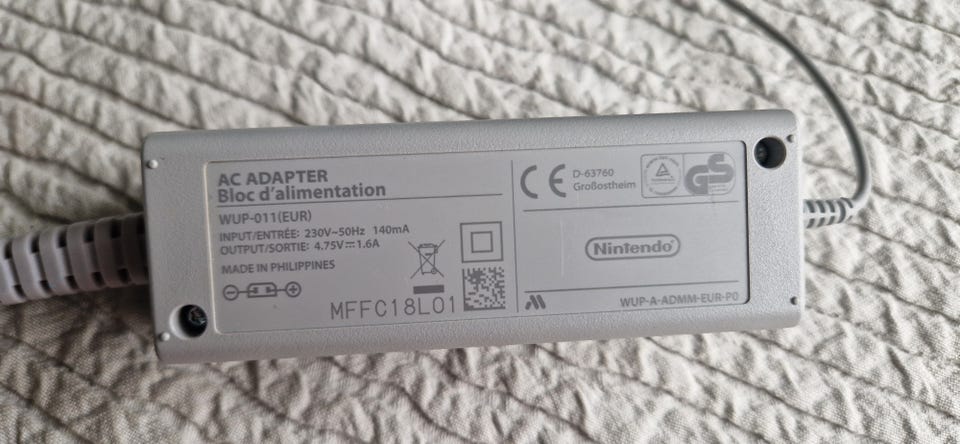 AC ADAPTER
Bloc d'alimentation
WUP-011(EUR)
INPUT/ENTRÉE: 230V~50Hz 140mA
OUTPUT/SORTIE: 4.75V⎓1.6A
MADE IN PHILIPPINES
MFFC18L01
CE
D-63760
Großostheim
GS
Nintendo
WUP-A-ADMM-EUR-P0